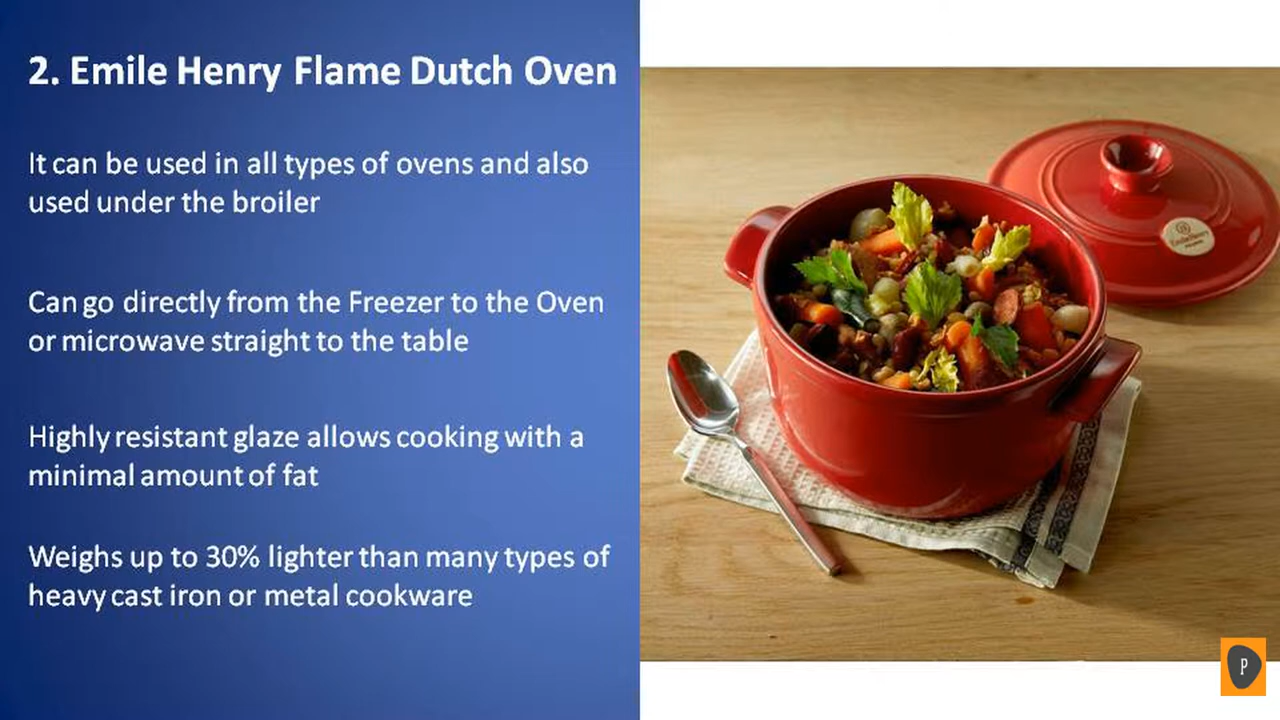 2. Emile Henry Flame Dutch Oven
It can be used in all types of ovens and also
used under the broiler
Can go directly from the Freezer to the Oven
or microwave straight to the table
Highly resistant glaze allows cooking with a
minimal amount of fat
Weighs up to 30% lighter than many types of
heavy cast iron or metal cookware
EmileHenry
P